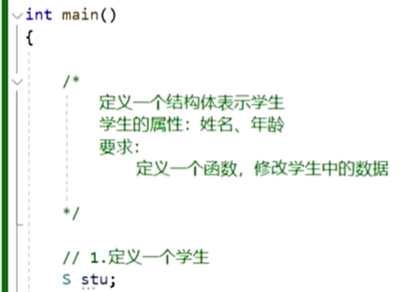 int main()
{
/*
定义一个结构体表示学生
学生的属性：姓名、年龄
要求：
定义一个函数，修改学生中的数据
*/
// 1.定义一个学生
S stu;